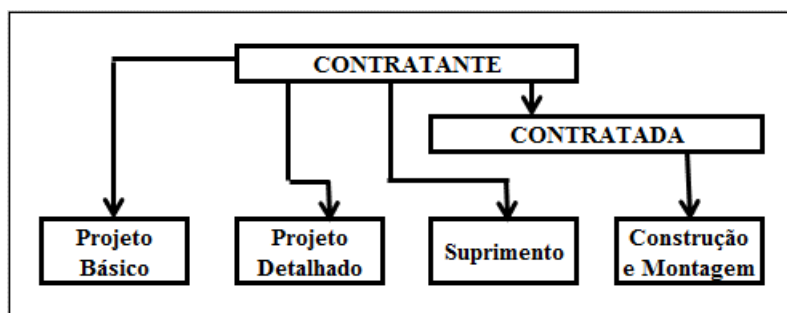 CONTRATANTE
CONTRATADA
Projeto
Básico
Projeto
Detalhado
Suprimento
Construção
e Montagem